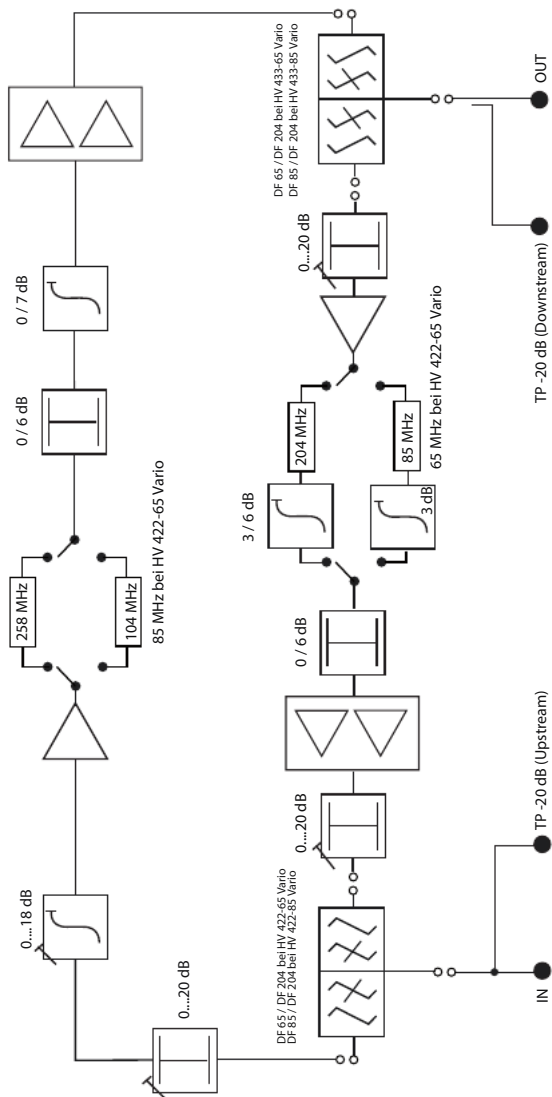 0....20 dB
0....18 dB
258 MHz
104 MHz
85 MHz bei HV 422-65 Vario
0 / 6 dB
0 / 7 dB
DF 65 / DF 204 bei HV 422-65 Vario
DF 85 / DF 204 bei HV 422-85 Vario
0....20 dB
0 / 6 dB
3 / 6 dB
204 MHz
3 dB
85 MHz
65 MHz bei HV 422-65 Vario
0....20 dB
DF 65 / DF 204 bei HV 433-65 Vario
DF 85 / DF 204 bei HV 433-85 Vario
IN
TP -20 dB (Upstream)
TP -20 dB (Downstream)
OUT